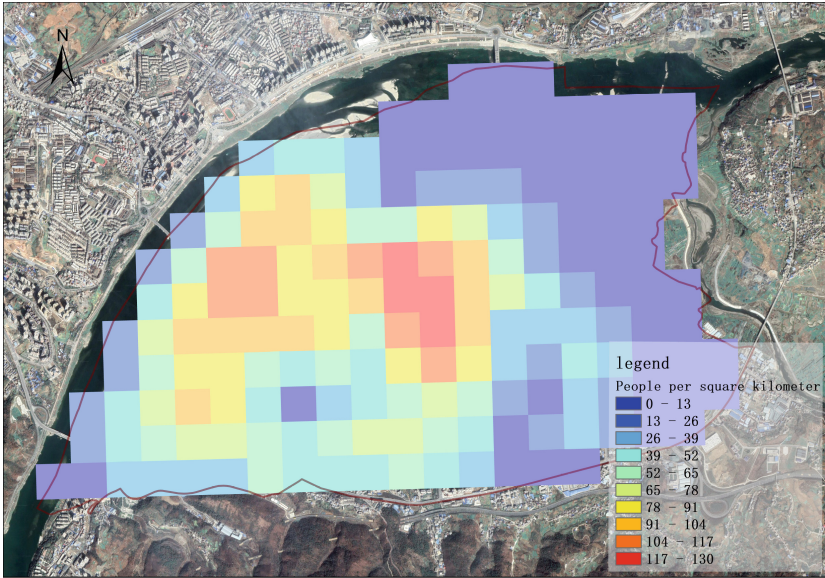 N
legend
People per square kilometer
0 - 13
13 - 26
26 - 39
39 - 52
52 - 65
65 - 78
78 - 91
91 - 104
104 - 117
117 - 130